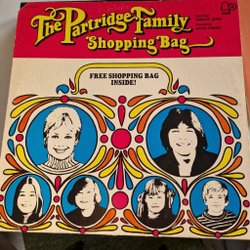 The Partridge Family
Shopping Bag
FREE SHOPPING BAG
INSIDE!